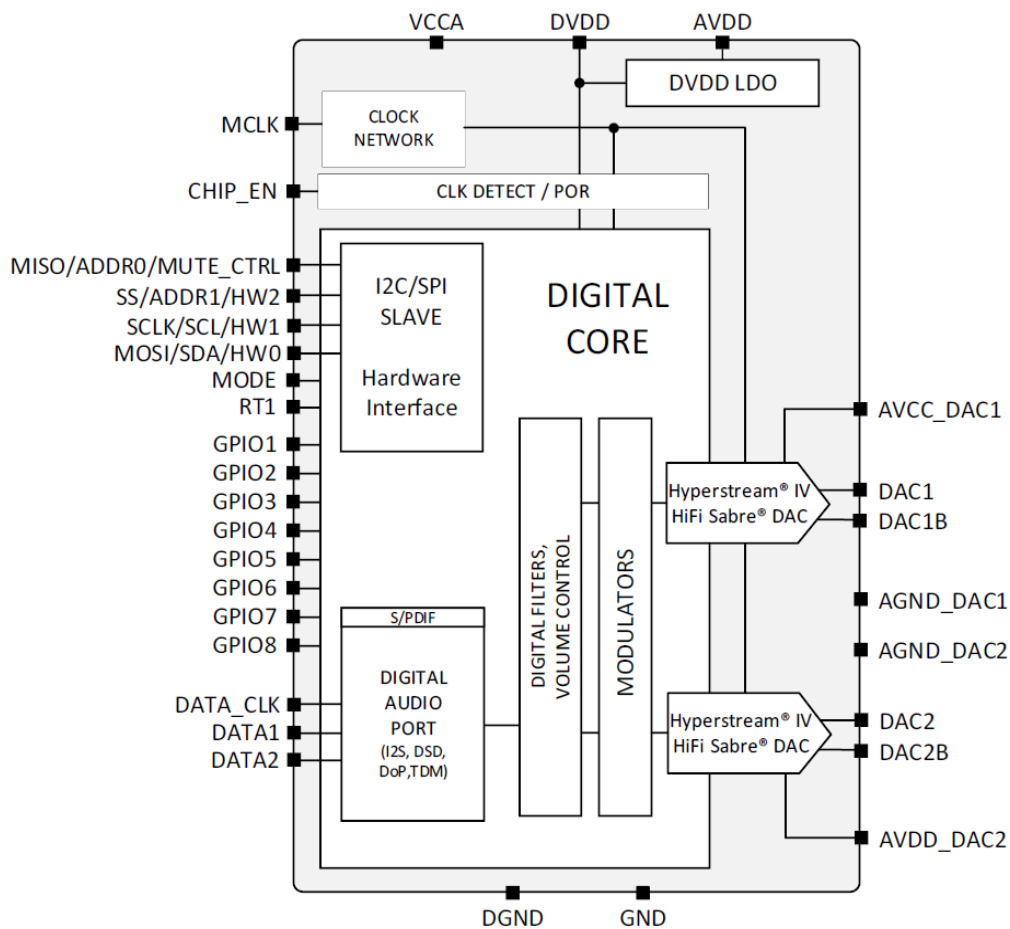 VCCA
DVDD
AVDD
DVDD LDO
MCLK
CLOCK
NETWORK
CHIP_EN
CLK DETECT / POR
MISO/ADDR0/MUTE_CTRL
SS/ADDR1/HW2
SCLK/SCL/HW1
MOSI/SDA/HW0
MODE
RT1
I2C/SPI
SLAVE
Hardware
Interface
DIGITAL
CORE
GPIO1
GPIO2
GPIO3
GPIO4
GPIO5
GPIO6
GPIO7
GPIO8
S/PDIF
DIGITAL
AUDIO
PORT
(I2S, DSD,
DoP,TDM)
DATA_CLK
DATA1
DATA2
DIGITAL FILTERS,
VOLUME CONTROL
MODULATORS
Hyperstream® IV
HiFi Sabre® DAC
AVCC_DAC1
DAC1
DAC1B
AGND_DAC1
AGND_DAC2
Hyperstream® IV
HiFi Sabre® DAC
DAC2
DAC2B
AVDD_DAC2
DGND
GND